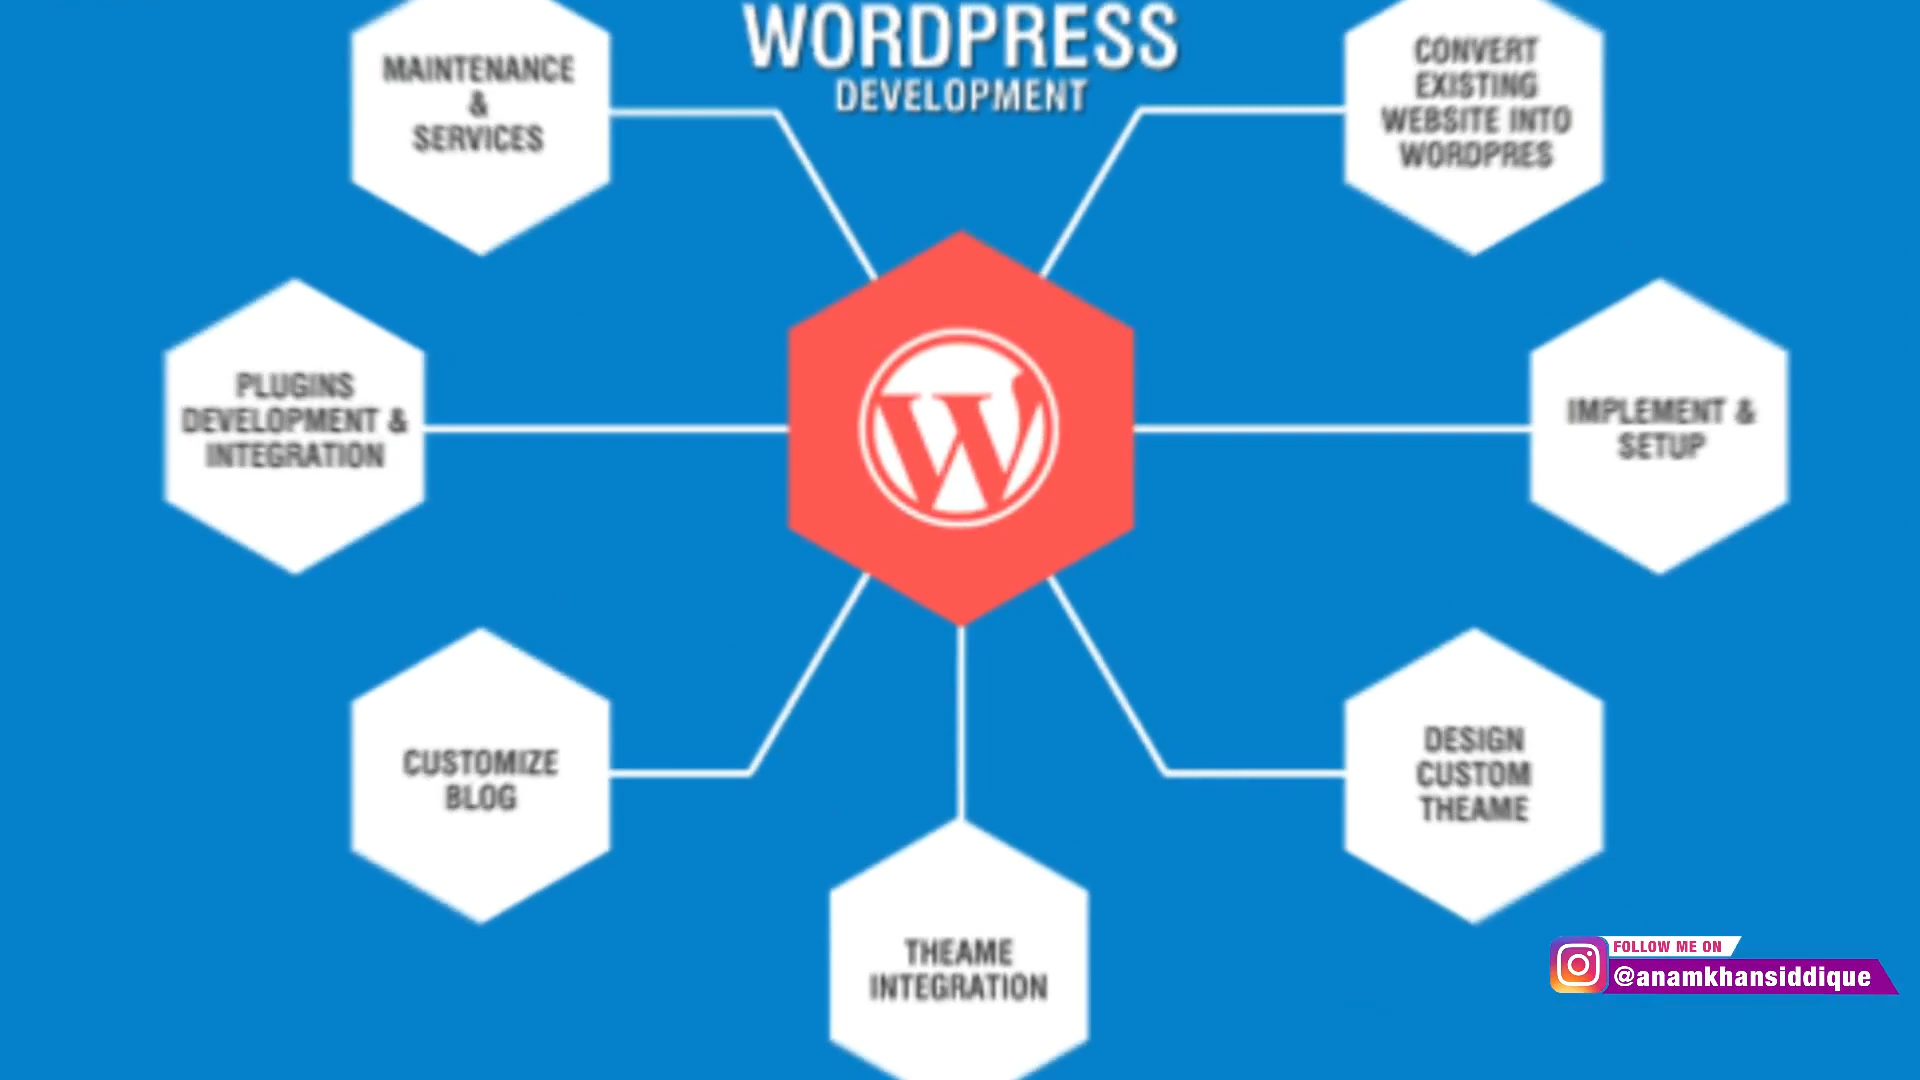 WORDPRESS
DEVELOPMENT
MAINTENANCE
&
SERVICES
CONVERT
EXISTING
WEBSITE INTO
WORDPRES
PLUGINS
DEVELOPMENT &
INTEGRATION
IMPLEMENT &
SETUP
CUSTOMIZE
BLOG
DESIGN
CUSTOM
THEAME
THEAME
INTEGRATION
FOLLOW ME ON
@anamkhansiddique